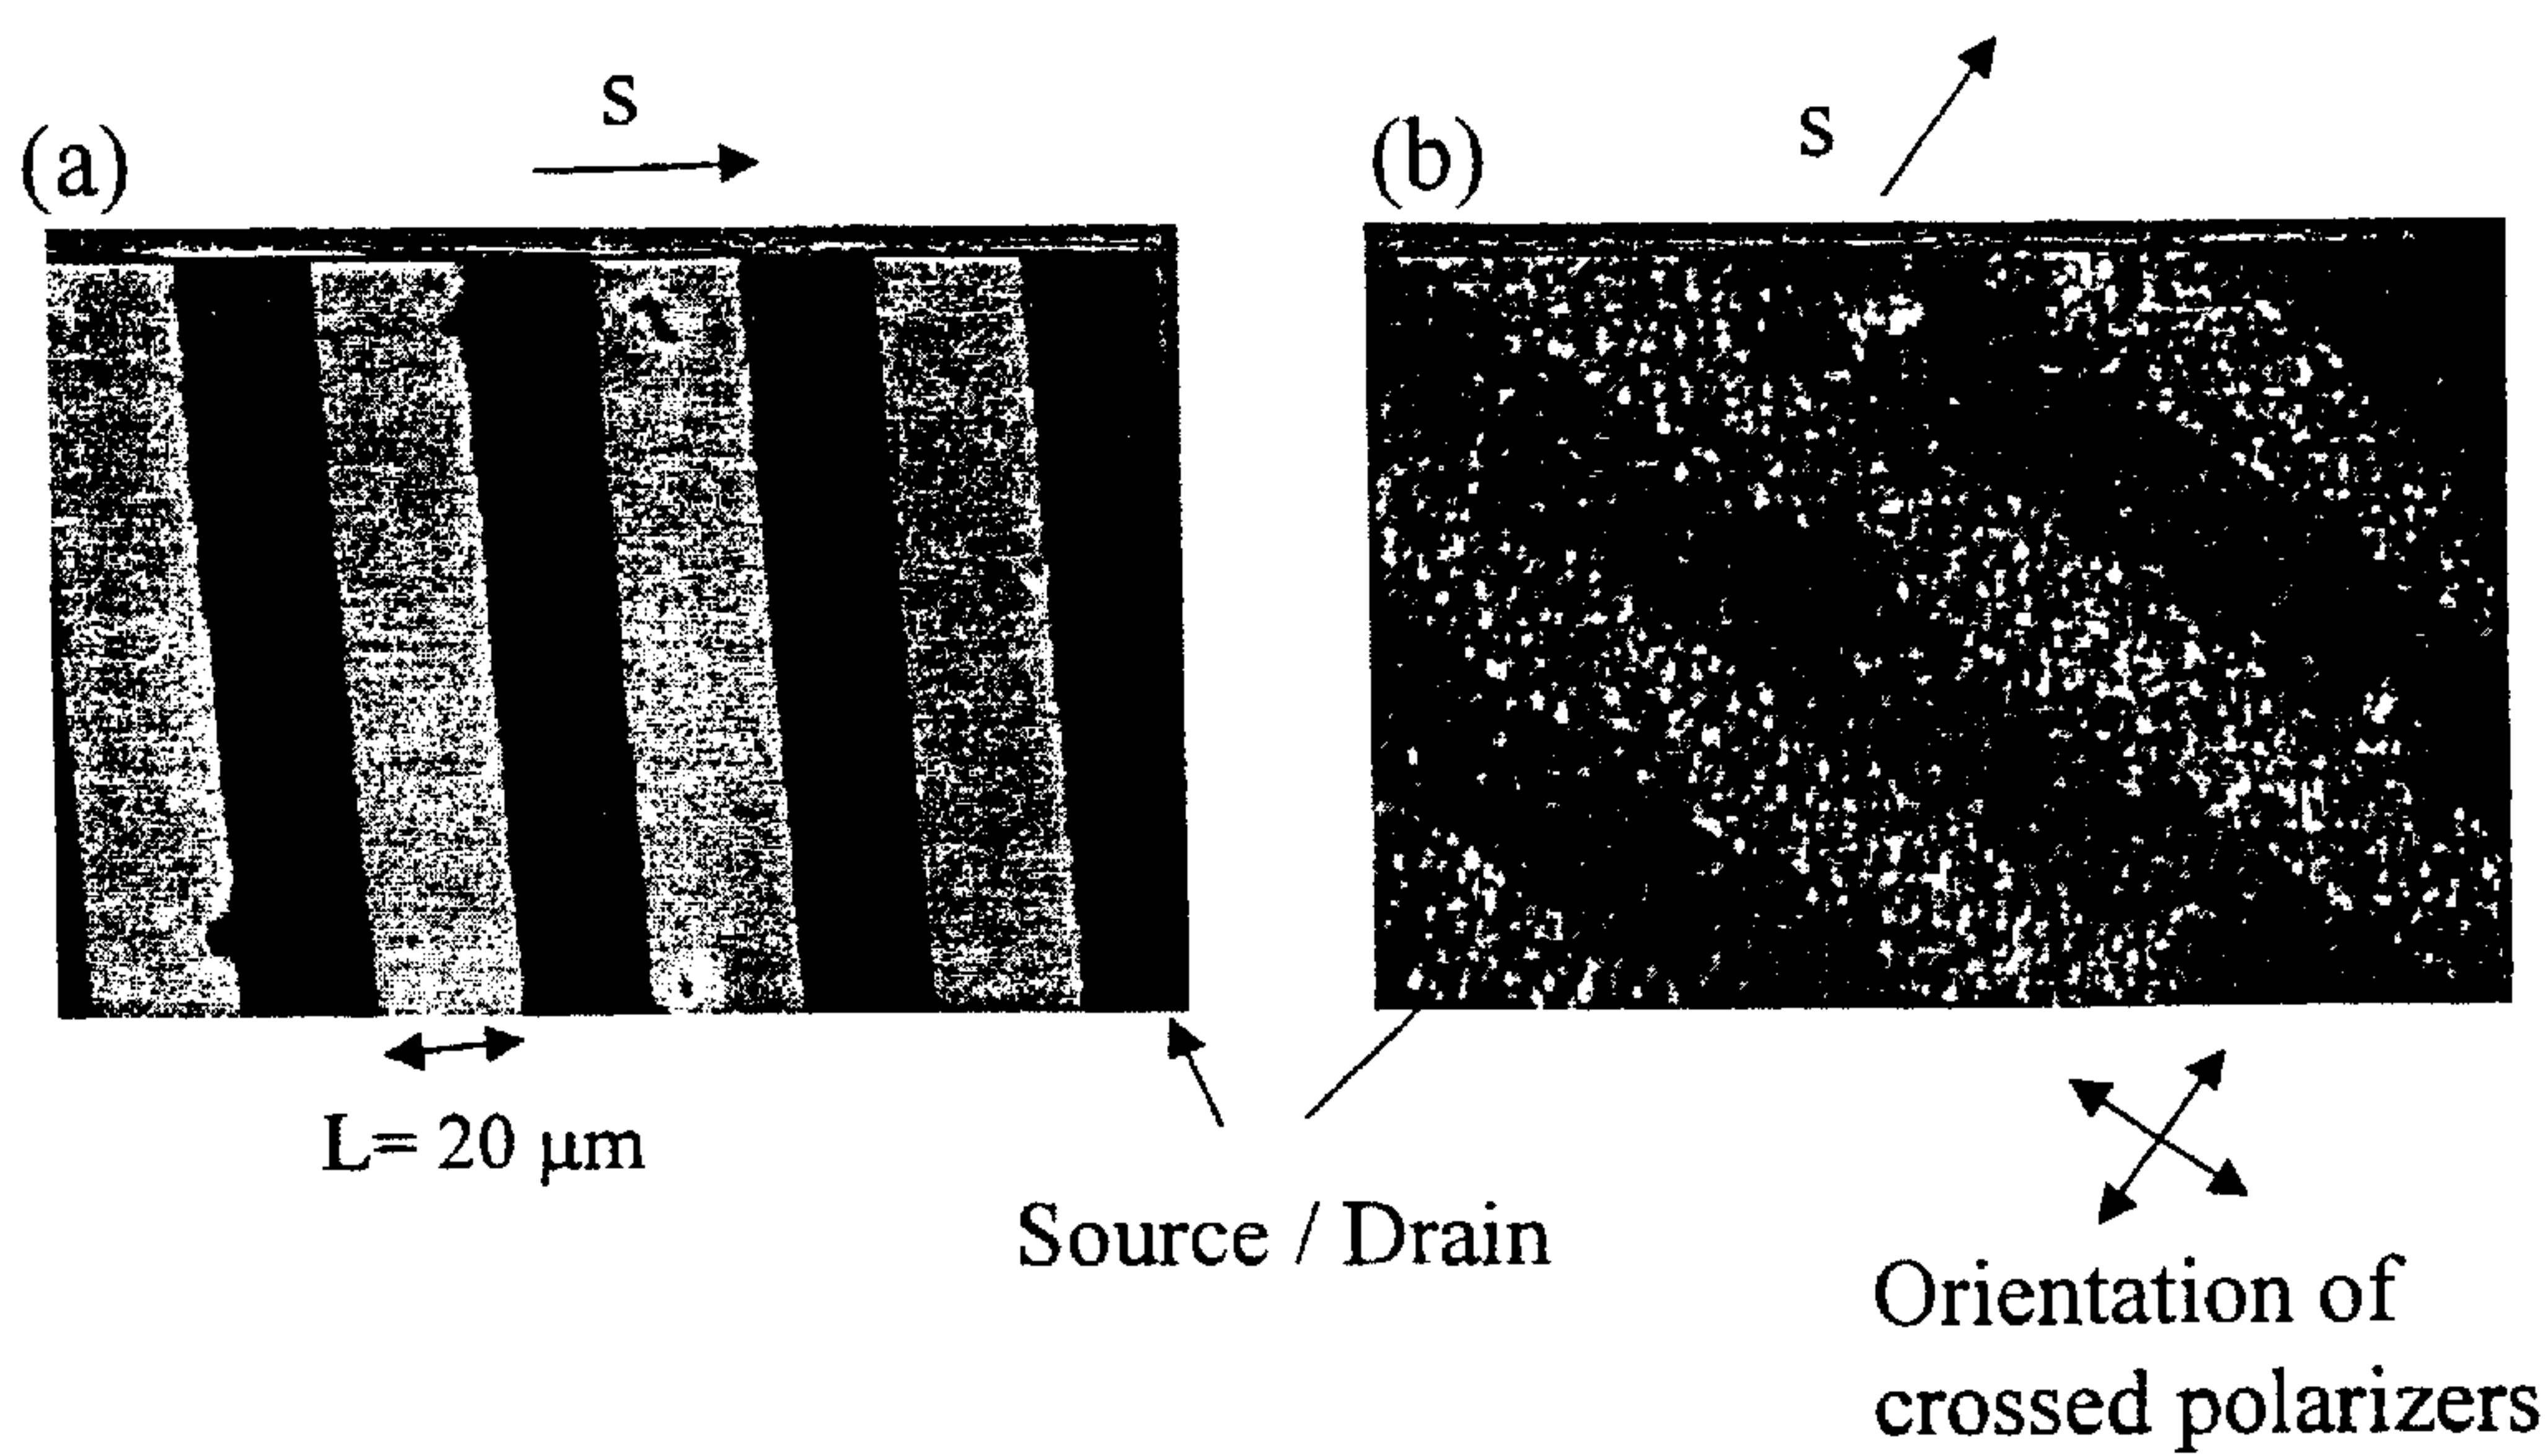 (a)
s
(b)
s
L= 20 μm
Source / Drain
Orientation of
crossed polarizers